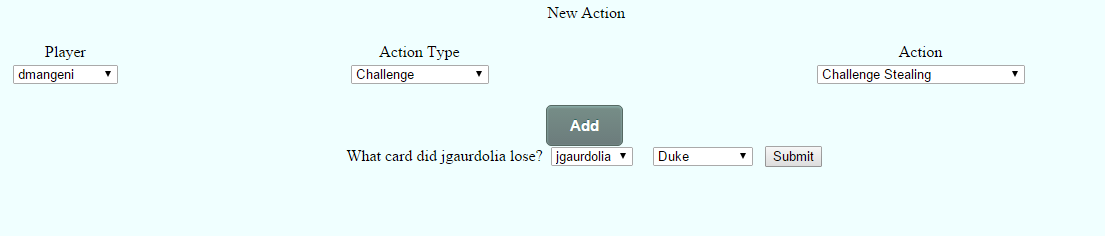 New Action
Player Action Type Action
dmangeni Challenge Challenge Stealing
Add
What card did jgaurdolia lose? jgaurdolia Duke Submit